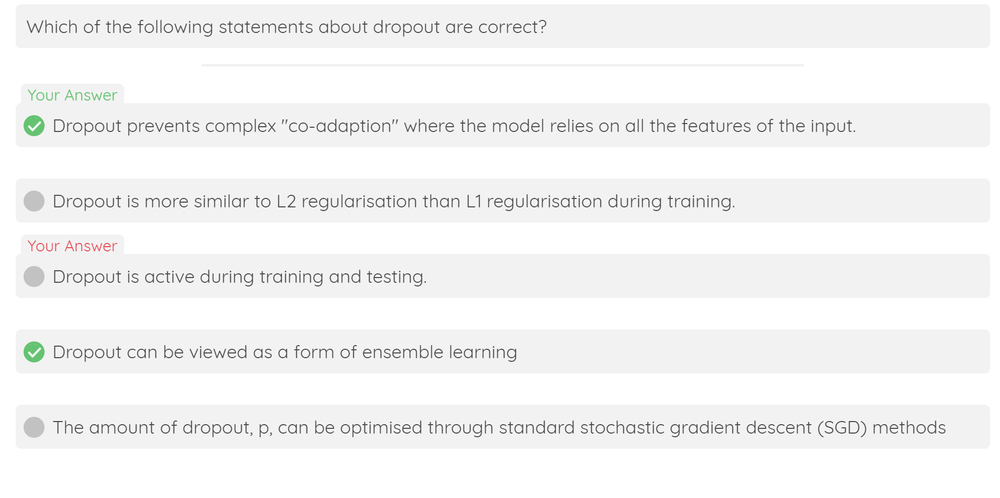 Which of the following statements about dropout are correct?
Your Answer
Dropout prevents complex "co-adaption" where the model relies on all the features of the input.
Dropout is more similar to L2 regularisation than L1 regularisation during training.
Your Answer
Dropout is active during training and testing.
Dropout can be viewed as a form of ensemble learning
The amount of dropout, p, can be optimised through standard stochastic gradient descent (SGD) methods